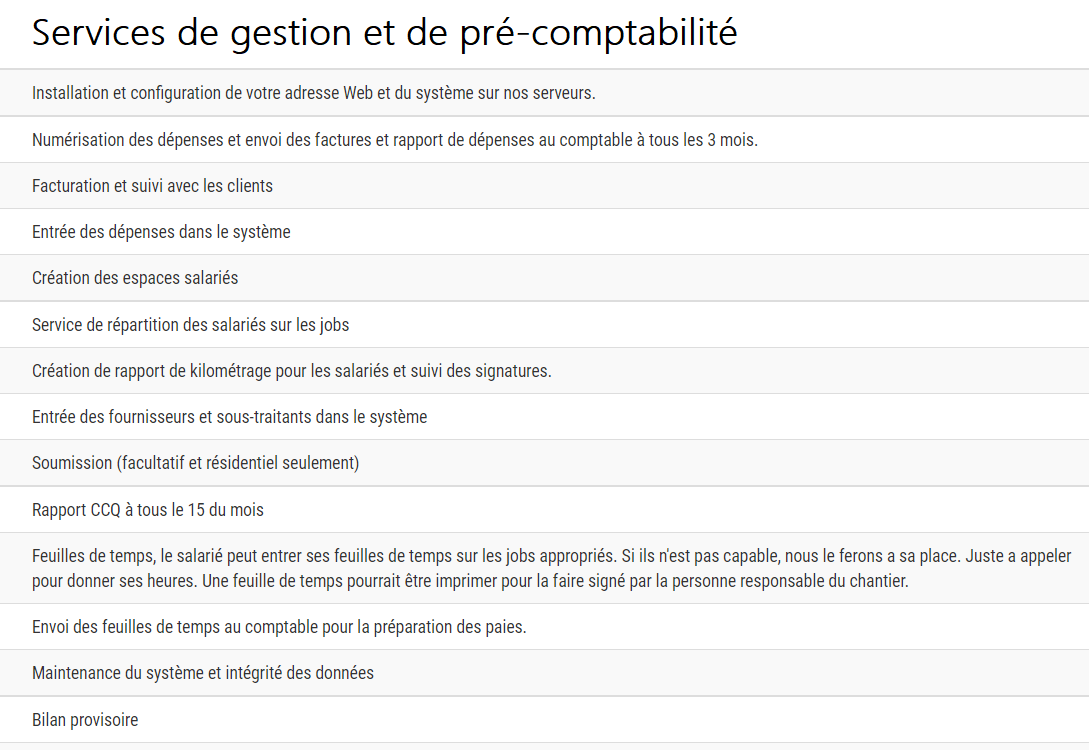 Services de gestion et de pré-comptabilité
Installation et configuration de votre adresse Web et du système sur nos serveurs.
Numérisation des dépenses et envoi des factures et rapport de dépenses au comptable à tous les 3 mois.
Facturation et suivi avec les clients
Entrée des dépenses dans le système
Création des espaces salariés
Service de répartition des salariés sur les jobs
Création de rapport de kilométrage pour les salariés et suivi des signatures.
Entrée des fournisseurs et sous-traitants dans le système
Soumission (facultatif et résidentiel seulement)
Rapport CCQ à tous le 15 du mois
Feuilles de temps, le salarié peut entrer ses feuilles de temps sur les jobs appropriés. Si ils n'est pas capable, nous le ferons a sa place. Juste a appeler
pour donner ses heures. Une feuille de temps pourrait être imprimer pour la faire signé par la personne responsable du chantier.
Envoi des feuilles de temps au comptable pour la préparation des paies.
Maintenance du système et intégrité des données
Bilan provisoire